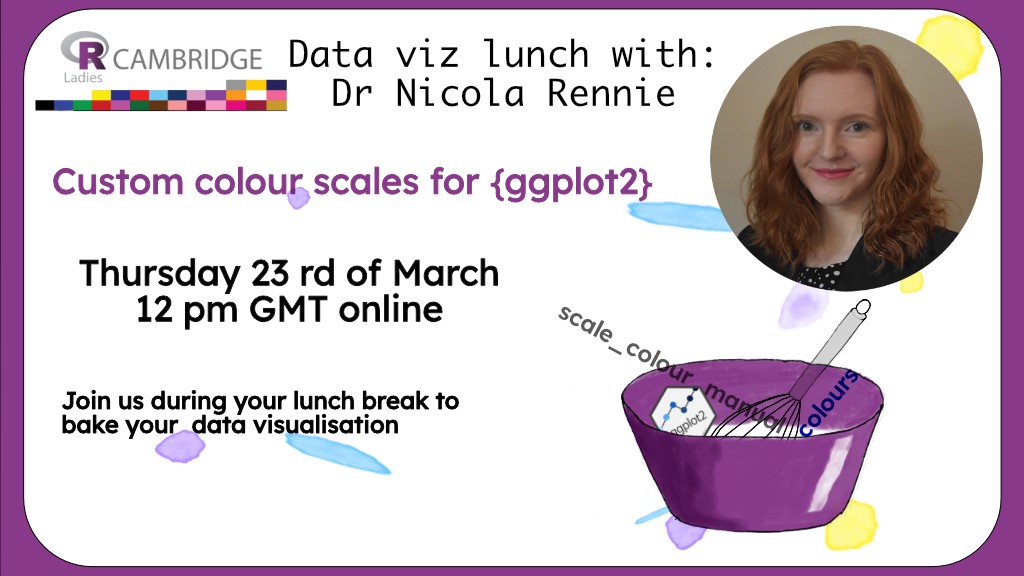 R
Ladies
CAMBRIDGE
Data viz lunch with:
Dr Nicola Rennie
Custom colour scales for {ggplot2}
Thursday 23 rd of March
12 pm GMT online
Join us during your lunch break to
bake your  data visualisation
scale_colour_manual
colours
ggplot2